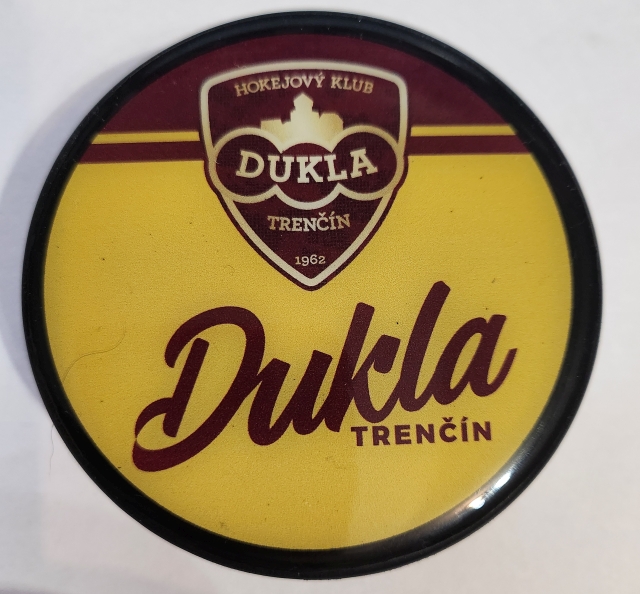 HOKEJOVÝ KLUB
DUKLA
TRENČÍN
1962
Dukla
TRENČÍN